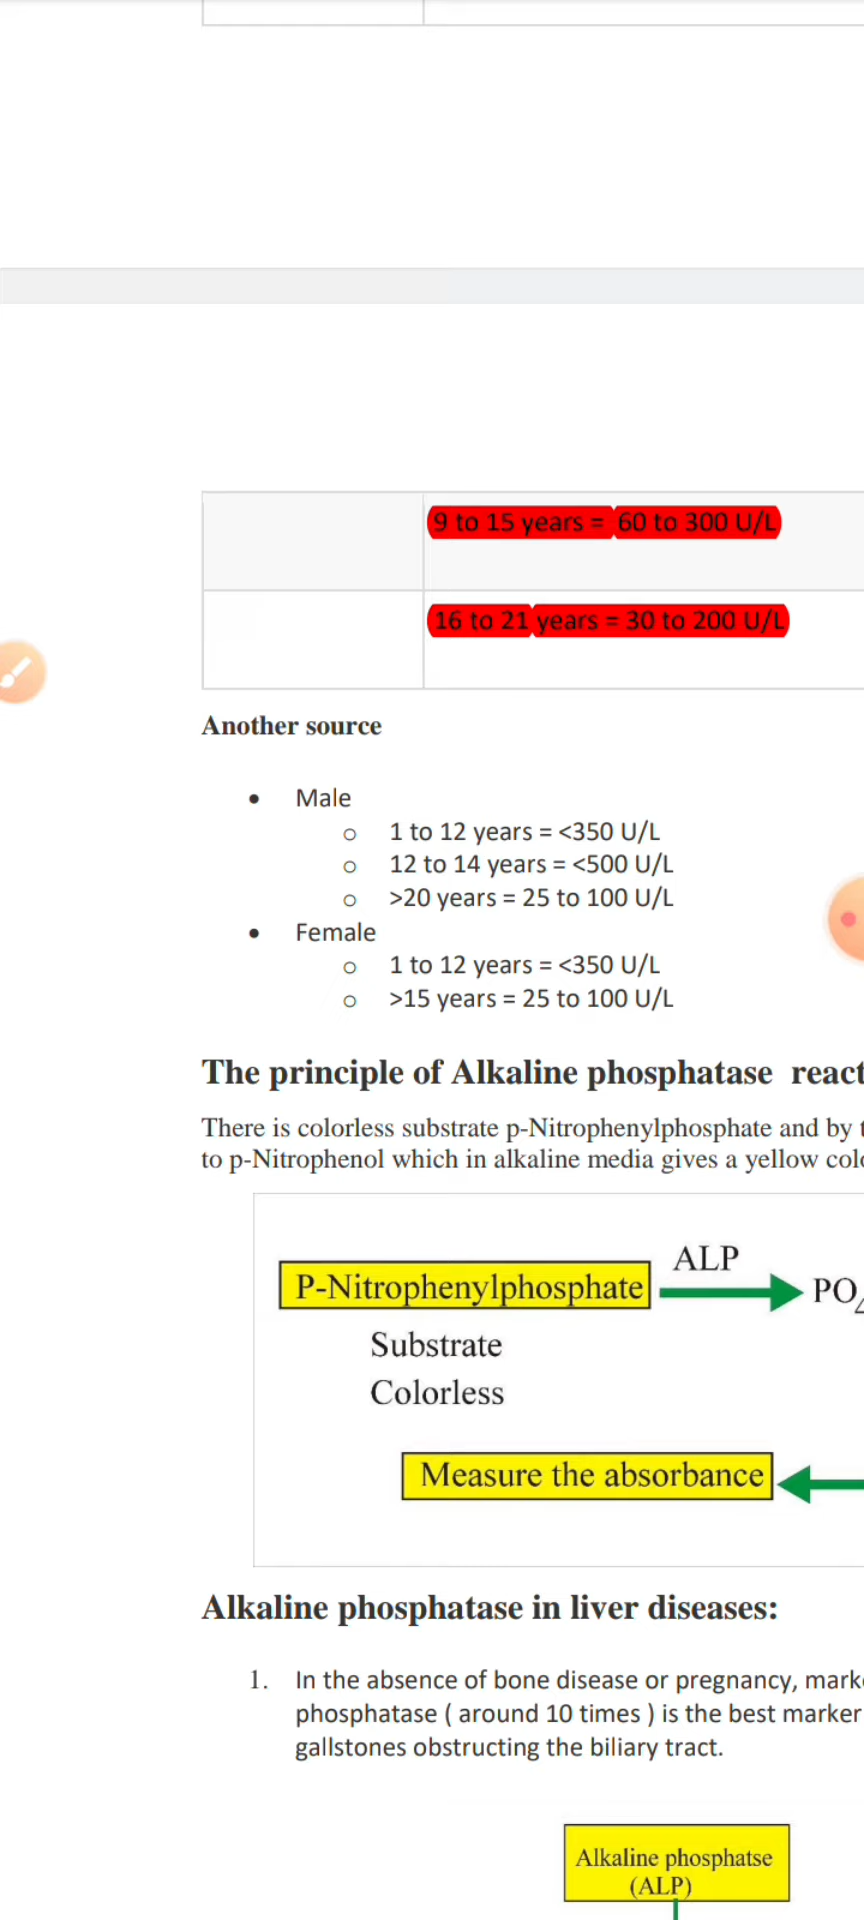 9 to 15 years = 60 to 300 U/L
16 to 21 years = 30 to 200 U/L
Another source
• Male
o 1 to 12 years = <350 U/L
o 12 to 14 years = <500 U/L
o >20 years = 25 to 100 U/L
• Female
o 1 to 12 years = <350 U/L
o >15 years = 25 to 100 U/L
The principle of Alkaline phosphatase
There is colorless substrate p-Nitrophenylphosphate and by
to p-Nitrophenol which in alkaline media gives a yellow
ALP
P-Nitrophenylphosphate
Substrate
Colorless
Measure the absorbance
Alkaline phosphatase in liver diseases:
1. In the absence of bone disease or pregnancy,
phosphatase ( around 10 times ) is the best marker
gallstones obstructing the biliary tract.
Alkaline phosphatse
(ALP)